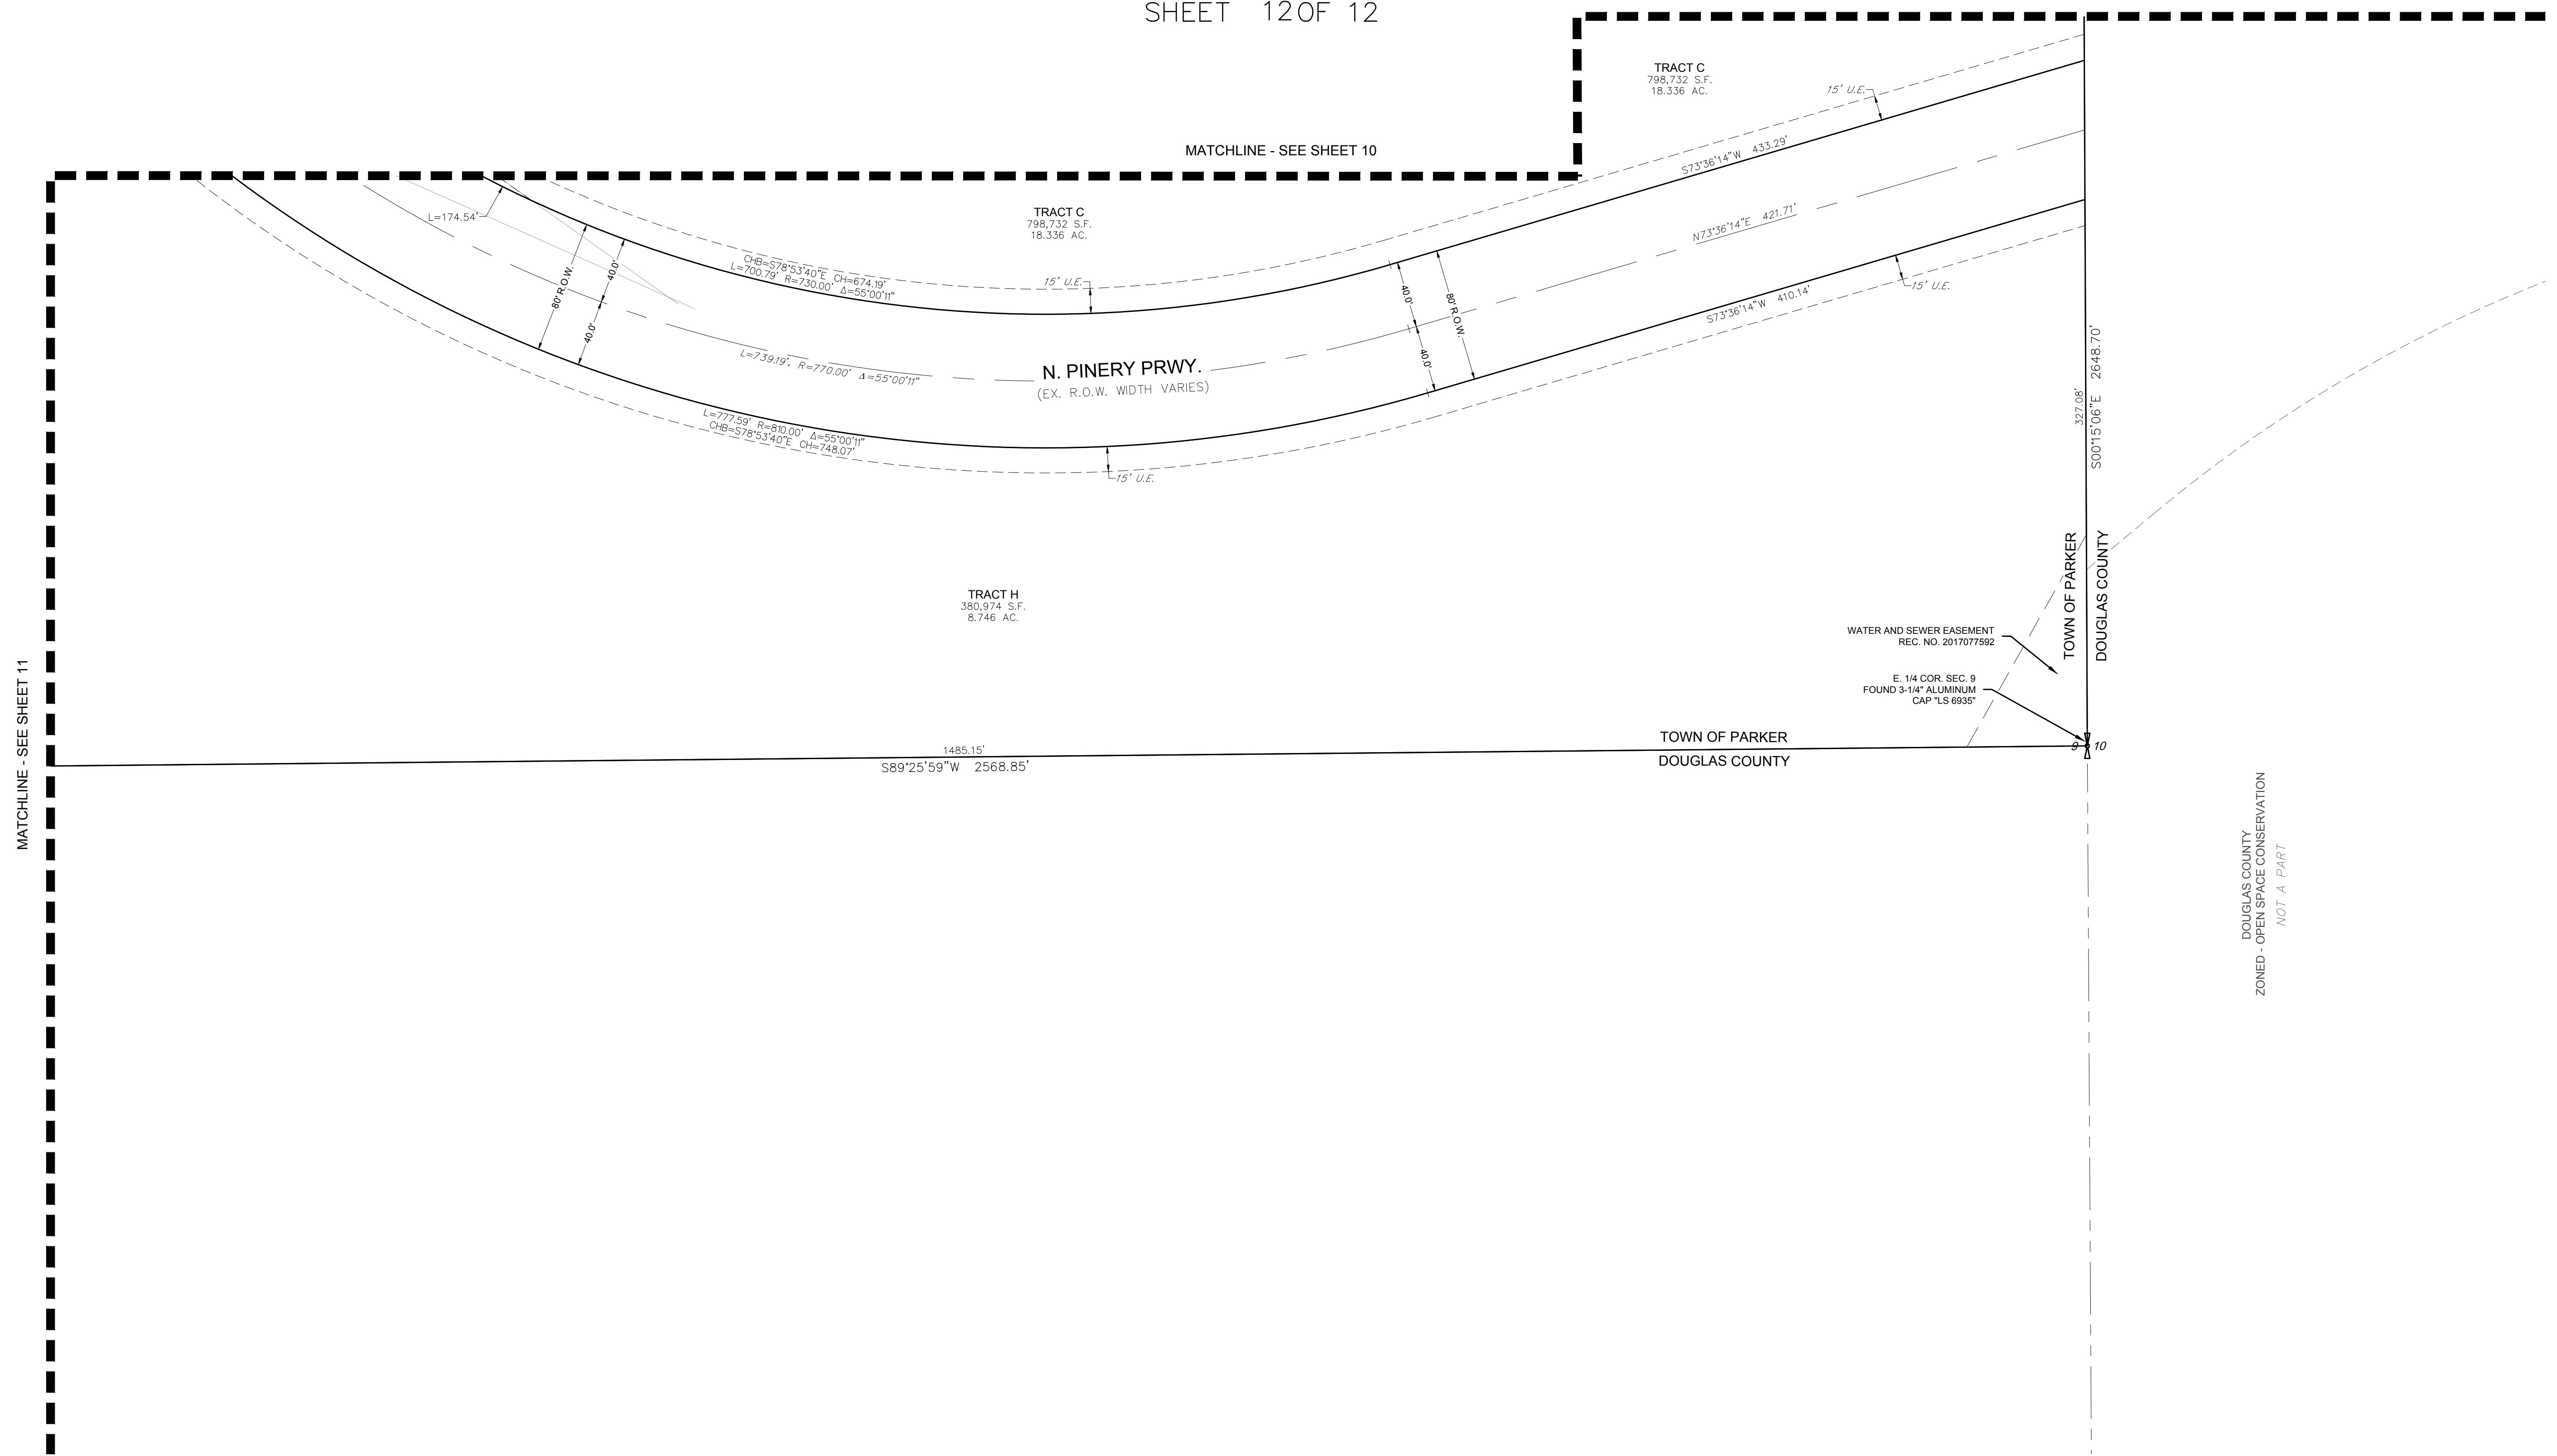 SHEET 12 OF 12
TRACT C
798,732 S.F.
18.336 AC.
15' U.E.
MATCHLINE - SEE SHEET 10
S73°36'14"W 433.29'
L=174.54'
TRACT C
798,732 S.F.
18.336 AC.
N73°36'14"E 421.71'
CHB=S78°53'40"E CH=674.19'
L=700.79' R=730.00' Δ=55°00'11"
15' U.E.
80' R.O.W.
40.0'
40.0'
40.0'
80' R.O.W.
40.0'
15' U.E.
S73°36'14"W 410.14'
L=739.19', R=770.00' Δ=55°00'11"
N. PINERY PRWY.
(EX. R.O.W. WIDTH VARIES)
L=777.59' R=810.00' Δ=55°00'11"
CHB=S78°53'40"E CH=748.07'
15' U.E.
327.08'
S00°15'06"E 2648.70'
TOWN OF PARKER
DOUGLAS COUNTY
TRACT H
380,974 S.F.
8.746 AC.
WATER AND SEWER EASEMENT
REC. NO. 2017077592
E. 1/4 COR. SEC. 9
FOUND 3-1/4" ALUMINUM
CAP "LS 6935"
MATCHLINE - SEE SHEET 11
1485.15'
S89°25'59"W 2568.85'
TOWN OF PARKER
DOUGLAS COUNTY
9 10
DOUGLAS COUNTY
ZONED - OPEN SPACE CONSERVATION
NOT A PART